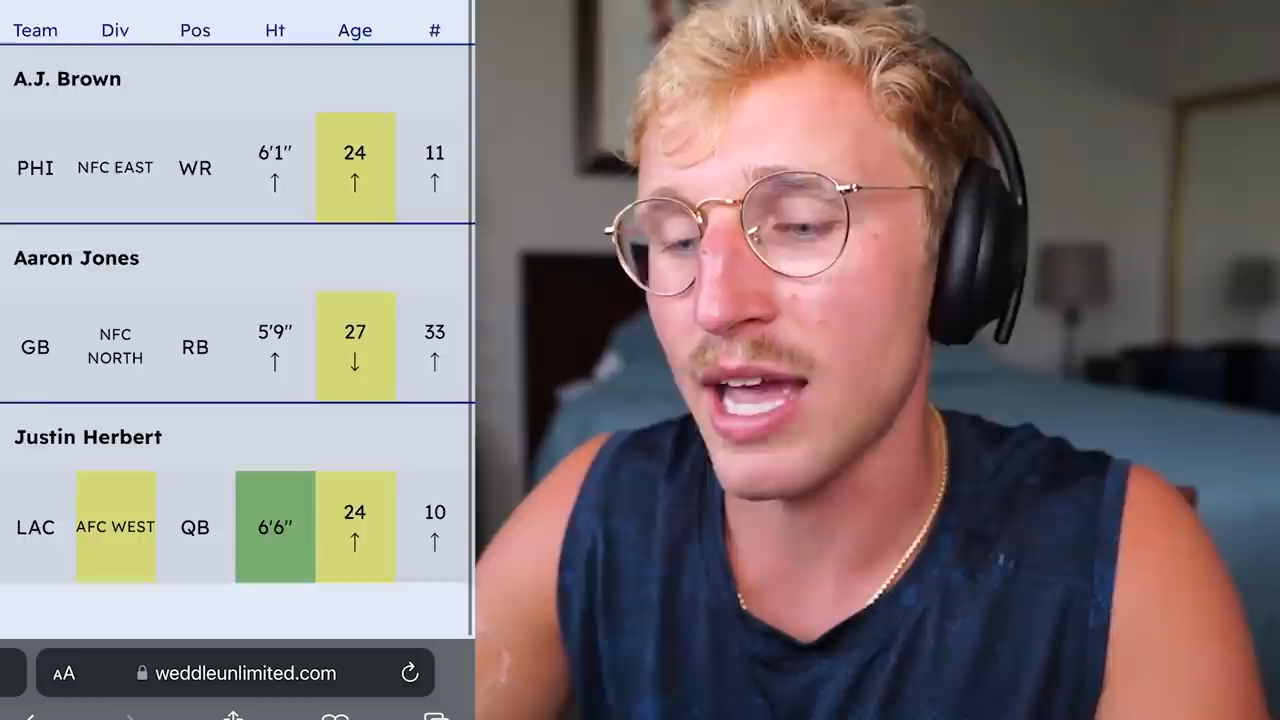 Team Div Pos Ht Age #
A.J. Brown
PHI NFC EAST WR 6'1" 24 11
↑ ↑ ↑
Aaron Jones
GB NFC NORTH RB 5'9" 27 33
↑ ↓ ↑
Justin Herbert
LAC AFC WEST QB 6'6" 24 10
↑ ↑
AA weddleunlimited.com